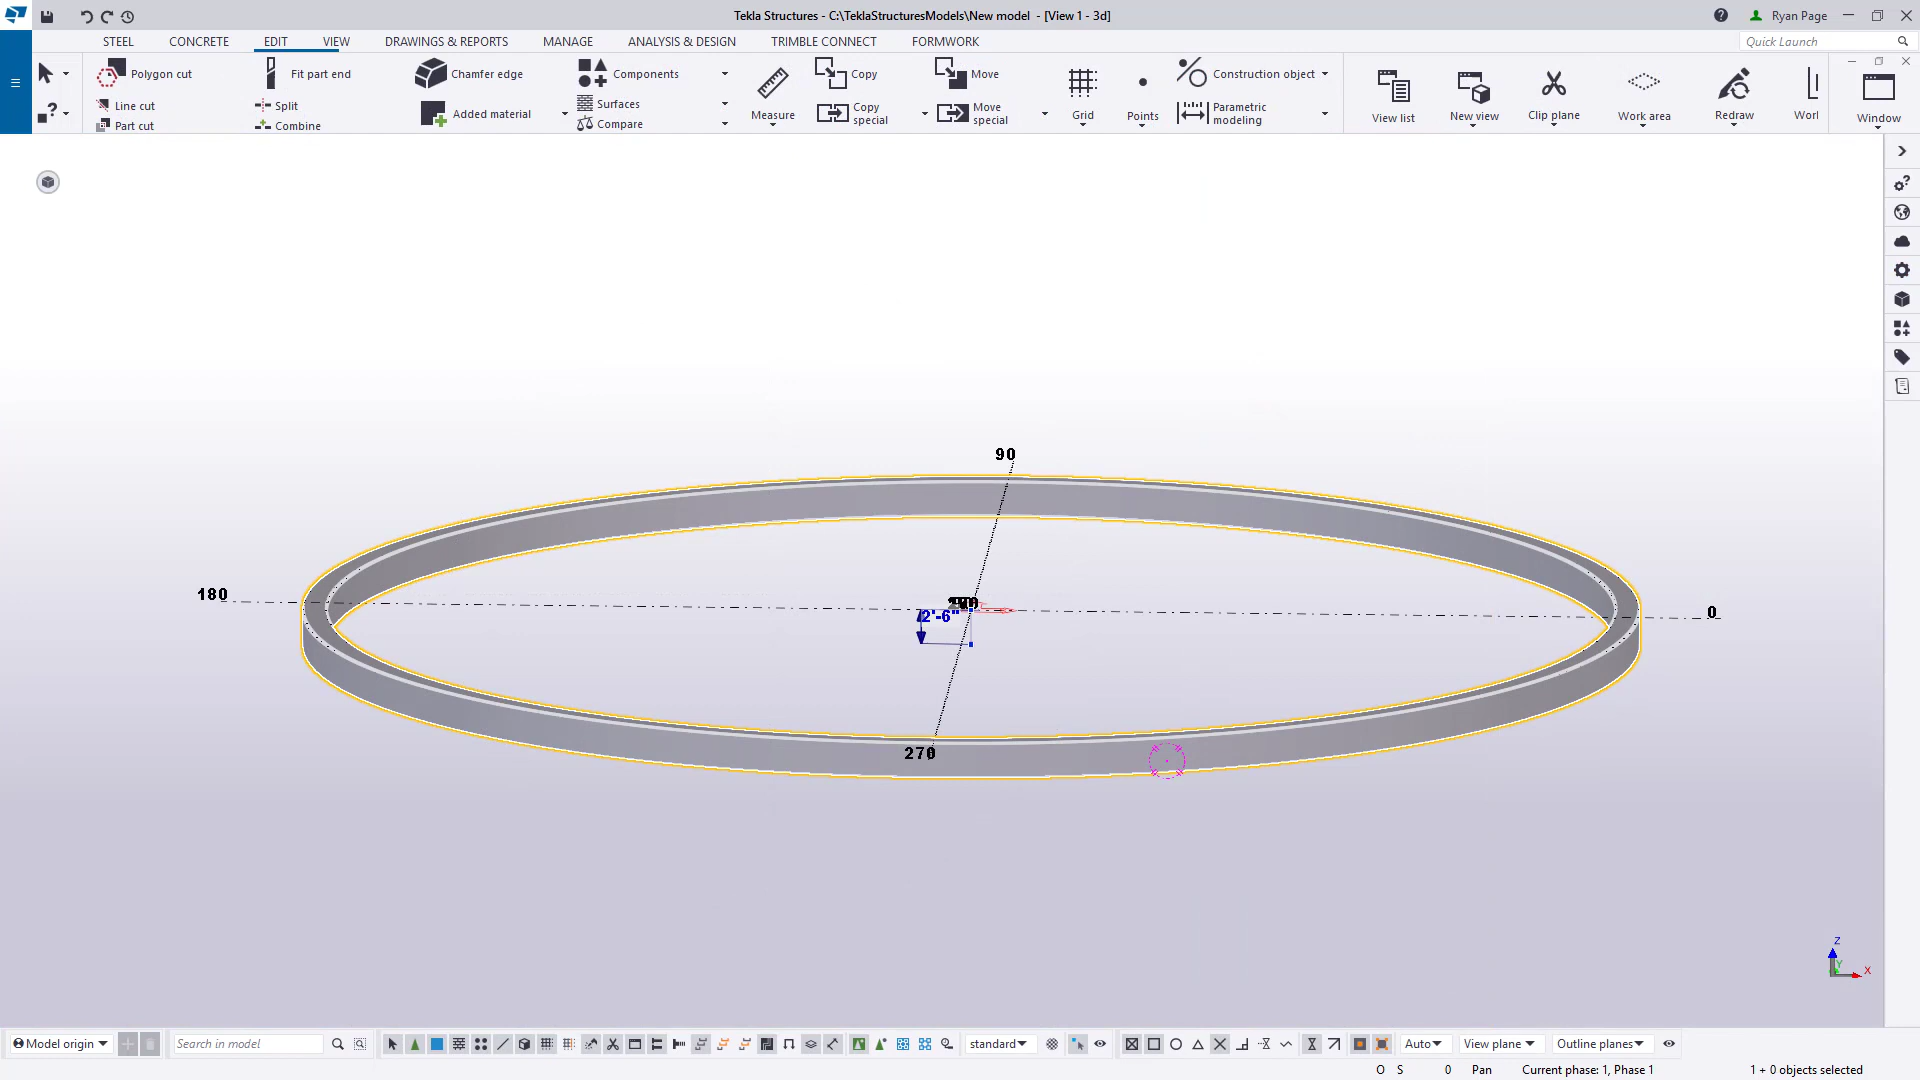 Tekla Structures - C:\TeklaStructuresModels\New model - [View 1 - 3d]
Ryan Page
STEEL CONCRETE EDIT VIEW DRAWINGS & REPORTS MANAGE ANALYSIS & DESIGN TRIMBLE CONNECT FORMWORK
Quick Launch
Polygon cut
Line cut
Part cut
Fit part end
Split
Combine
Chamfer edge
Added material
Components
Surfaces
Compare
Measure
Copy
Copy special
Move
Move special
Grid
Points
Construction object
Parametric modeling
View list
New view
Clip plane
Work area
Redraw
Worl
Window
90
180
0
2'-6"
270
Z
Y
X
Model origin
Search in model
standard
Auto
View plane
Outline planes
O S 0 Pan Current phase: 1, Phase 1 1 + 0 objects selected